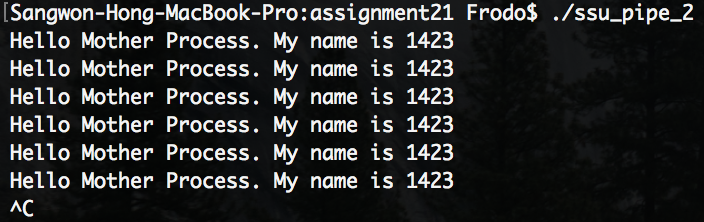 [Sangwon-Hong-MacBook-Pro:assignment21 Frodo$ ./ssu_pipe_2
Hello Mother Process. My name is 1423
Hello Mother Process. My name is 1423
Hello Mother Process. My name is 1423
Hello Mother Process. My name is 1423
Hello Mother Process. My name is 1423
Hello Mother Process. My name is 1423
^C